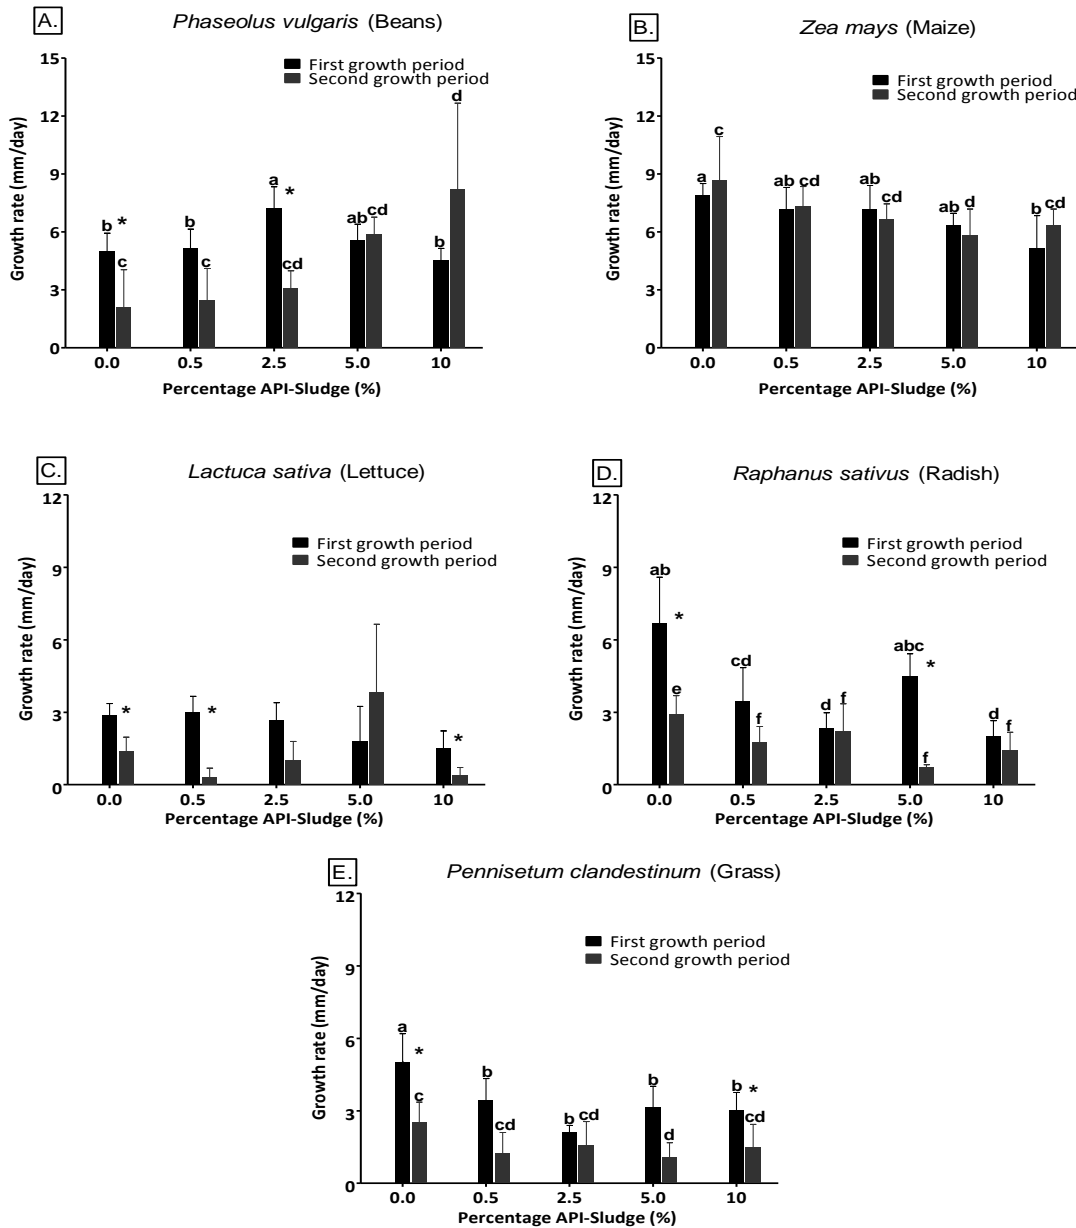 A.
Phaseolus vulgaris (Beans)
First growth period
Second growth period
Growth rate (mm/day)
15
12
9
6
3
0
b * c
b c
a * cd
ab cd
b d
0.0 0.5 2.5 5.0 10
Percentage API-Sludge (%)
B.
Zea mays (Maize)
First growth period
Second growth period
Growth rate (mm/day)
15
12
9
6
3
0
a c
ab cd
ab cd
ab d
b cd
0.0 0.5 2.5 5.0 10
Percentage API-Sludge (%)
C.
Lactuca sativa (Lettuce)
First growth period
Second growth period
Growth rate (mm/day)
12
9
6
3
0
* * *
0.0 0.5 2.5 5.0 10
Percentage API-Sludge (%)
D.
Raphanus sativus (Radish)
First growth period
Second growth period
Growth rate (mm/day)
12
9
6
3
0
ab * e
cd f
d f
abc * f
d f
0.0 0.5 2.5 5.0 10
Percentage API-Sludge (%)
E.
Pennisetum clandestinum (Grass)
First growth period
Second growth period
Growth rate (mm/day)
12
9
6
3
0
a * c
b cd
b cd
b d
b * cd
0.0 0.5 2.5 5.0 10
Percentage API-Sludge (%)